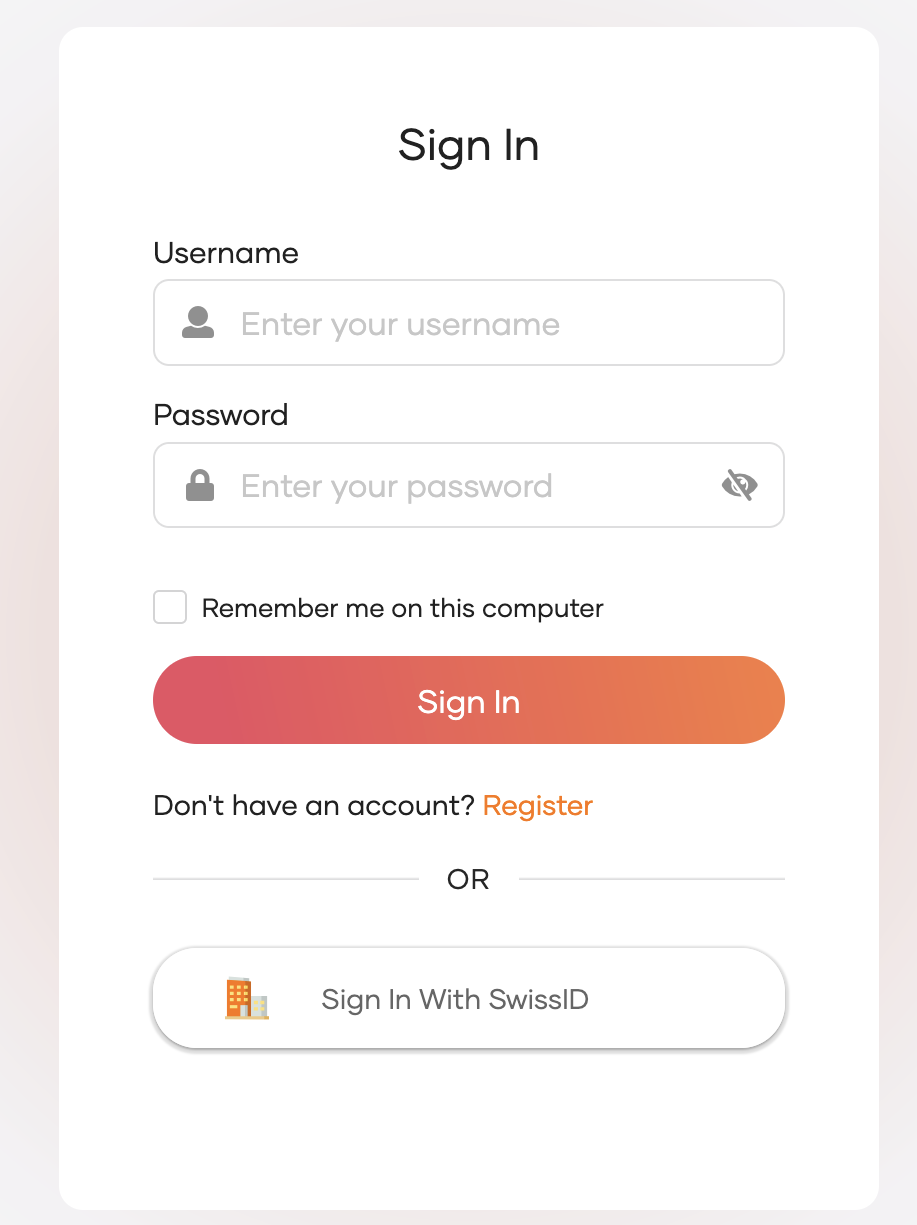 Sign In
Username
Enter your username
Password
Enter your password
Remember me on this computer
Sign In
Don't have an account? Register
OR
Sign In With SwissID